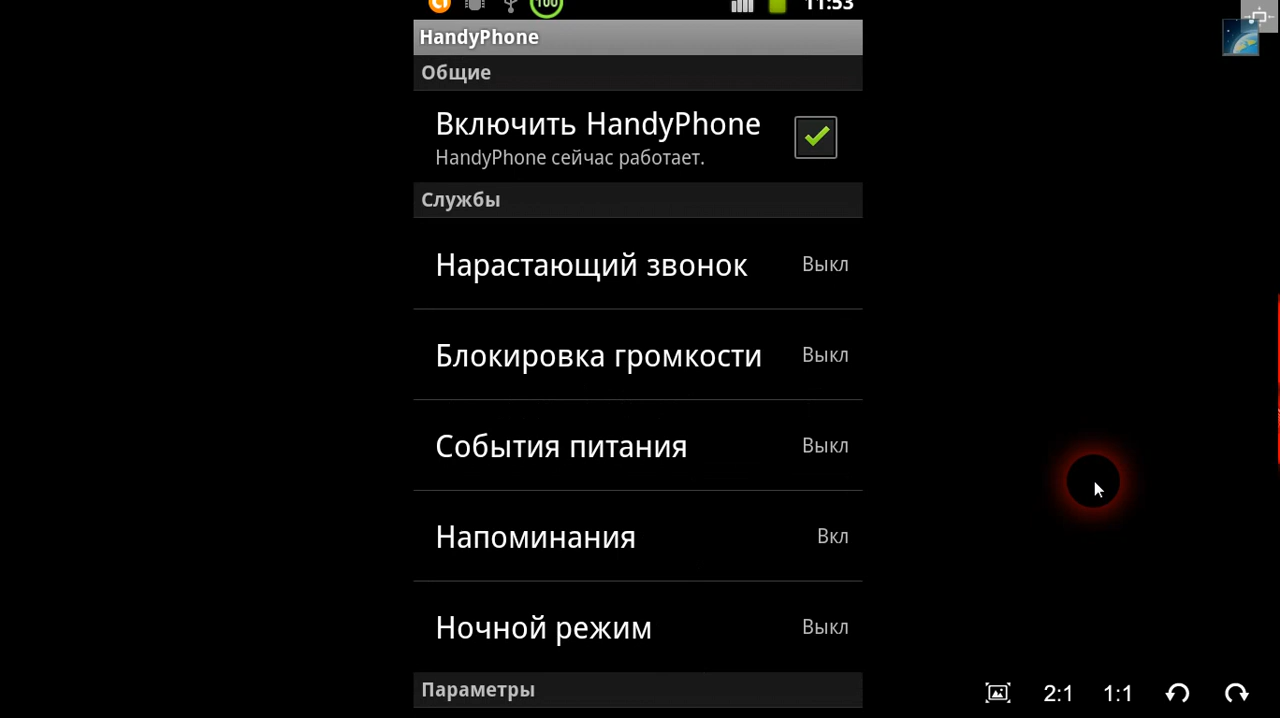 100
11:53
HandyPhone
Общие
Включить HandyPhone
HandyPhone сейчас работает.
Службы
Нарастающий звонок Выкл
Блокировка громкости Выкл
События питания Выкл
Напоминания Вкл
Ночной режим Выкл
Параметры
2:1 1:1